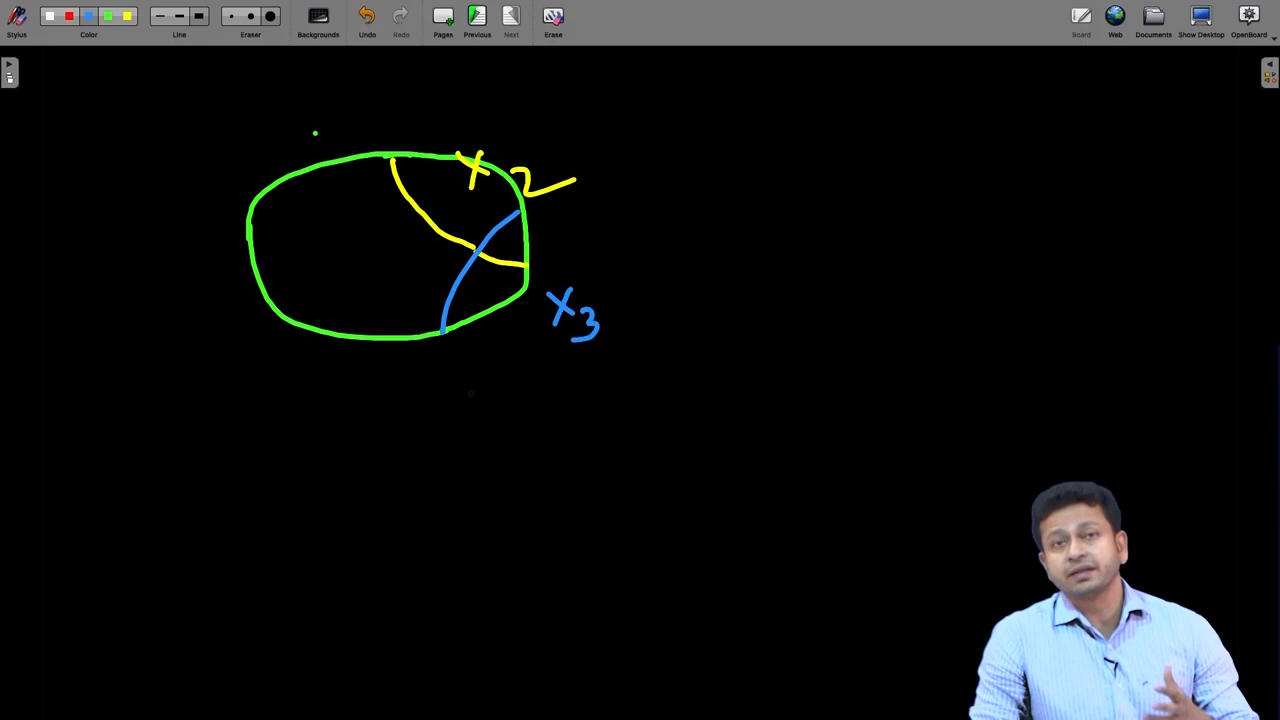 Stylus Color Line Eraser Backgrounds Undo Redo Pages Previous Next Erase Board Web Documents Show Desktop OpenBoard
x2
x3